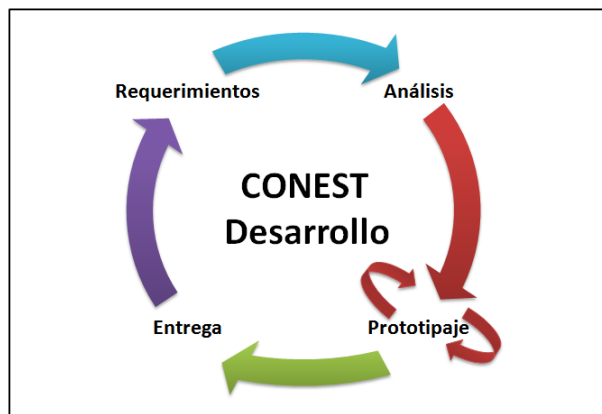 Requerimientos
Análisis
CONEST
Desarrollo
Entrega
Prototipaje